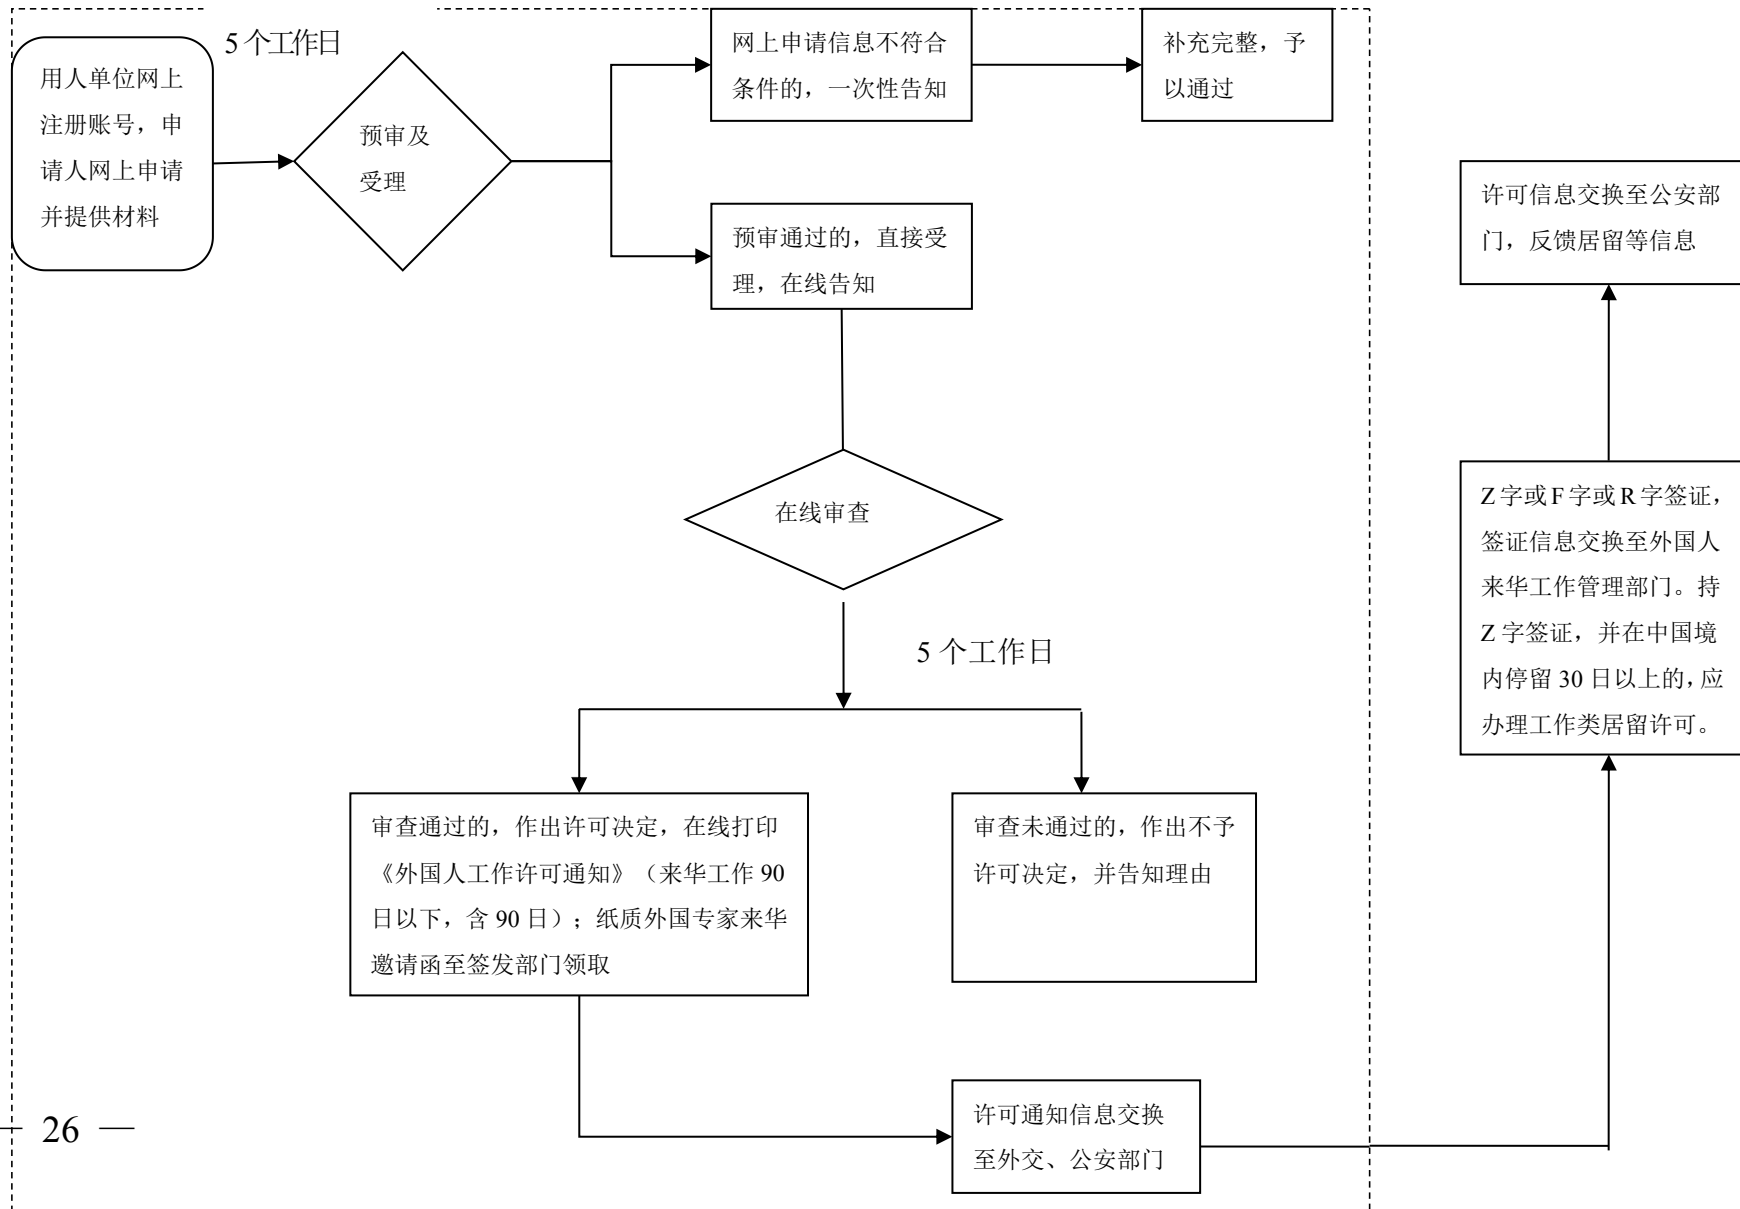 5 个工作日
用人单位网上
注册账号，申
请人网上申请
并提供材料
预审及
受理
网上申请信息不符合
条件的，一次性告知
补充完整，予
以通过
预审通过的，直接受
理，在线告知
许可信息交换至公安部
门，反馈居留等信息
在线审查
Z 字或 F 字或 R 字签证，
签证信息交换至外国人
来华工作管理部门。持
Z 字签证，并在中国境
内停留 30 日以上的，应
办理工作类居留许可。
5 个工作日
审查通过的，作出许可决定，在线打印
《外国人工作许可通知》（来华工作 90
日以下，含 90 日）；纸质外国专家来华
邀请函至签发部门领取
审查未通过的，作出不予
许可决定，并告知理由
许可通知信息交换
至外交、公安部门
— 26 —